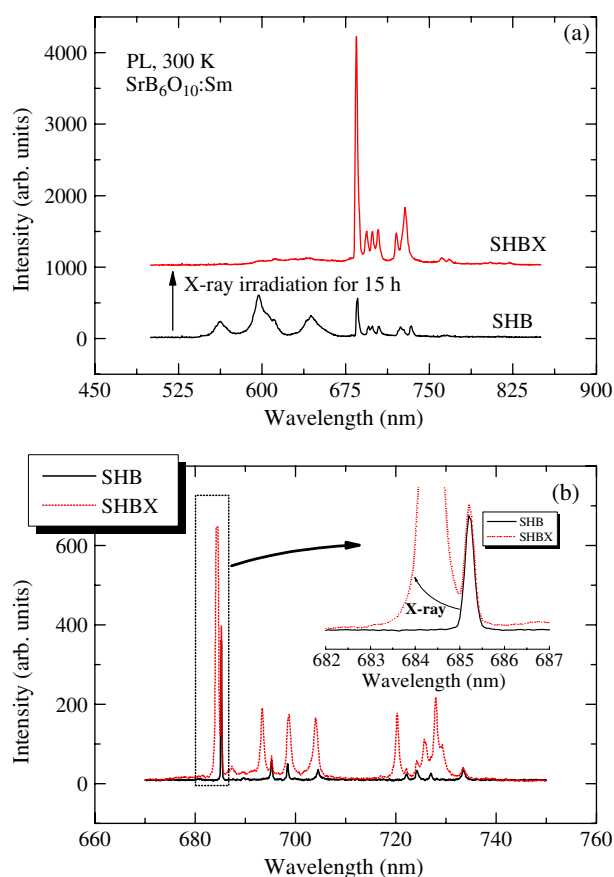 (a)
PL, 300 K
SrB6O10:Sm
4000
3000
2000
1000
0
Intensity (arb. units)
SHBX
X-ray irradiation for 15 h
SHB
450 525 600 675 750 825 900
Wavelength (nm)
(b)
SHB
SHBX
600
400
200
0
Intensity (arb. units)
SHB
SHBX
X-ray
682 683 684 685 686 687
Wavelength (nm)
660 680 700 720 740 760
Wavelength (nm)